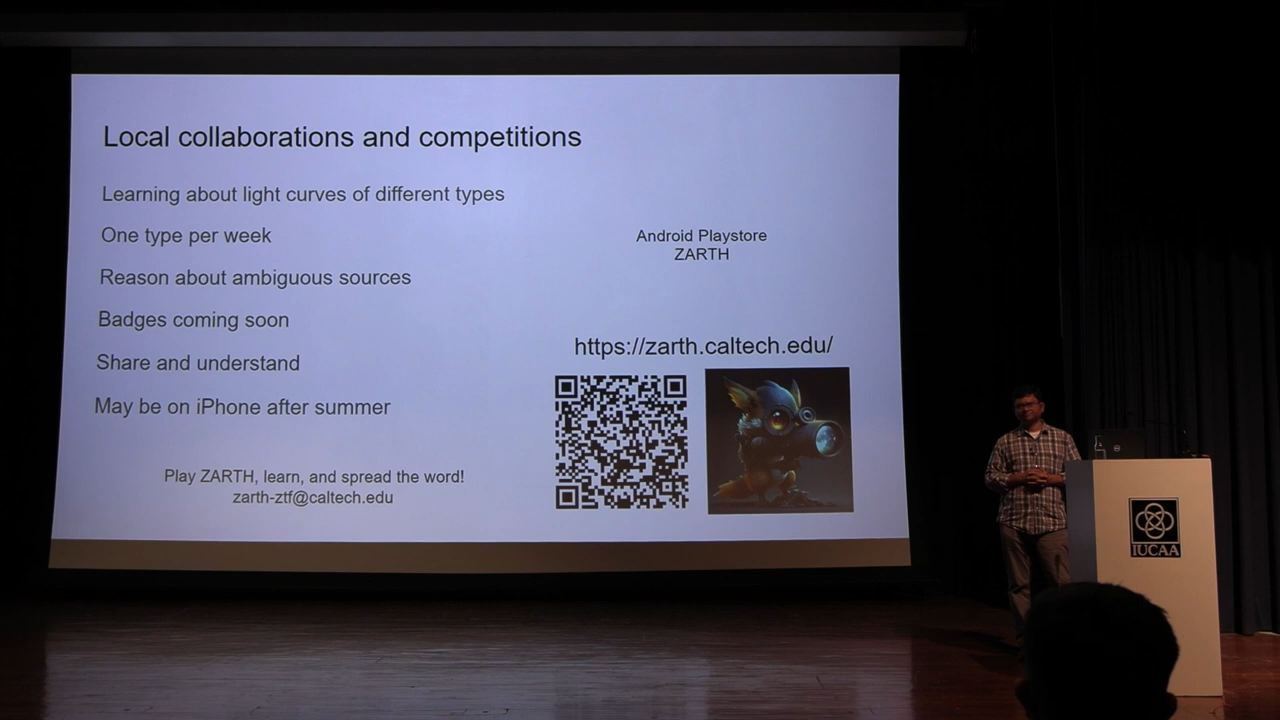 Local collaborations and competitions
Learning about light curves of different types
One type per week
Reason about ambiguous sources
Badges coming soon
Share and understand
May be on iPhone after summer
Play ZARTH, learn, and spread the word!
zarth-ztf@caltech.edu
Android Playstore
ZARTH
https://zarth.caltech.edu/
IUCAA